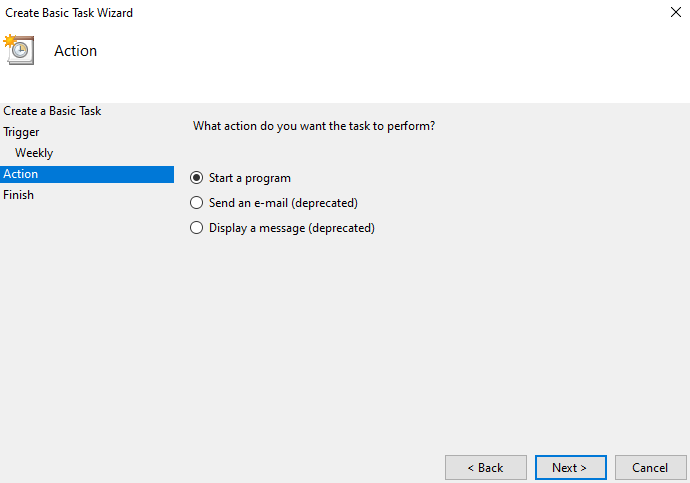 Create Basic Task Wizard
Action
Create a Basic Task
Trigger
Weekly
Action
Finish
What action do you want the task to perform?
Start a program
Send an e-mail (deprecated)
Display a message (deprecated)
< Back
Next >
Cancel